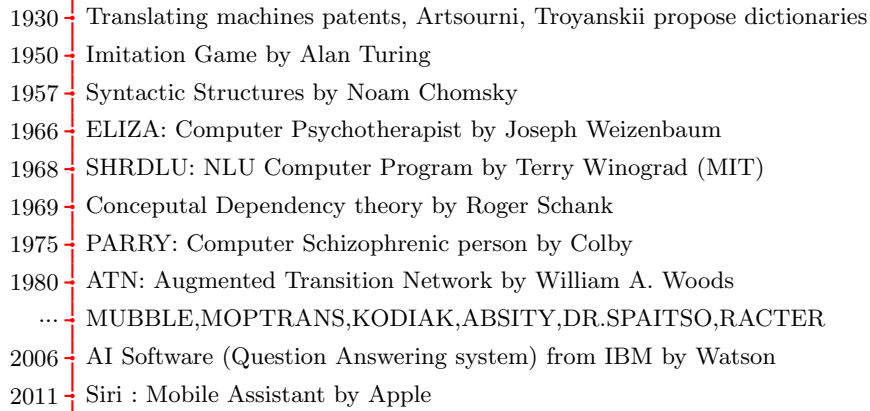 1930 Translating machines patents, Artsourni, Troyanskii propose dictionaries
1950 Imitation Game by Alan Turing
1957 Syntactic Structures by Noam Chomsky
1966 ELIZA: Computer Psychotherapist by Joseph Weizenbaum
1968 SHRDLU: NLU Computer Program by Terry Winograd (MIT)
1969 Conceputal Dependency theory by Roger Schank
1975 PARRY: Computer Schizophrenic person by Colby
1980 ATN: Augmented Transition Network by William A. Woods
... MUBBLE,MOPTRANS,KODIAK,ABSITY,DR.SPAITSO,RACTER
2006 AI Software (Question Answering system) from IBM by Watson
2011 Siri : Mobile Assistant by Apple